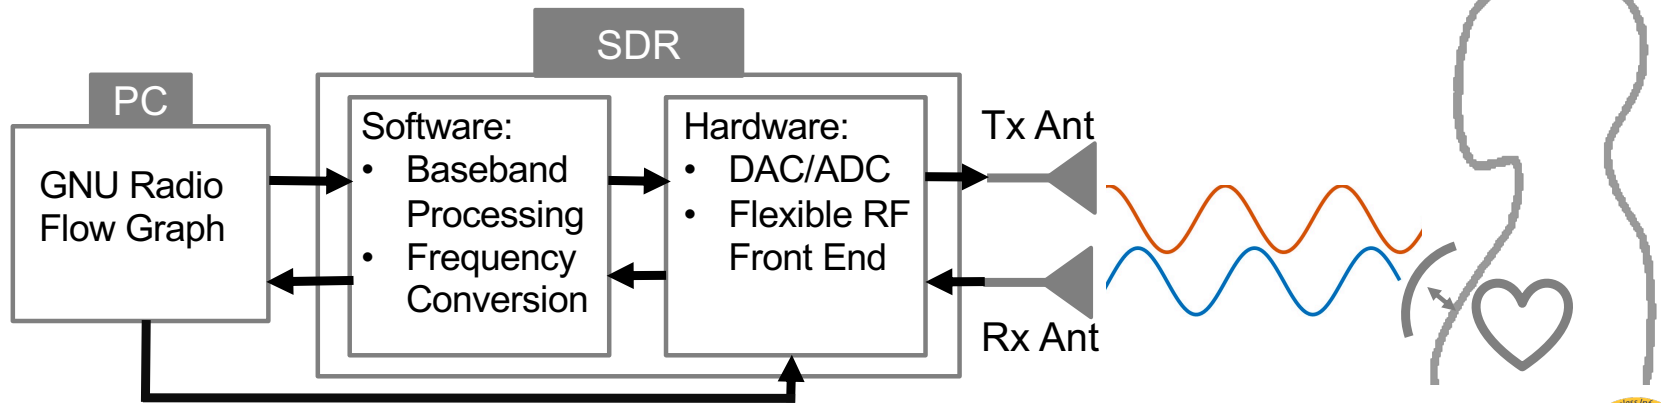 SDR
PC
GNU Radio
Flow Graph
Software:
• Baseband
Processing
• Frequency
Conversion
Hardware:
• DAC/ADC
• Flexible RF
Front End
Tx Ant
Rx Ant